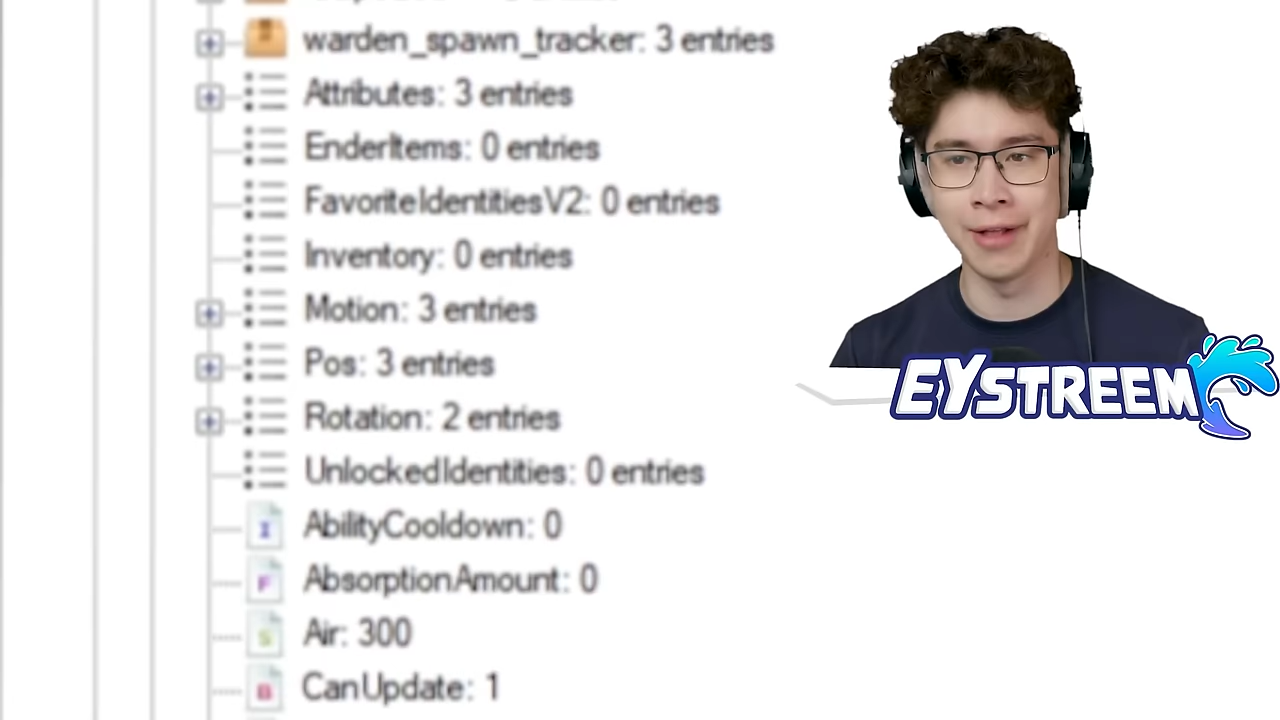 warden_spawn_tracker: 3 entries
Attributes: 3 entries
EnderItems: 0 entries
FavoriteIdentitiesV2: 0 entries
Inventory: 0 entries
Motion: 3 entries
Pos: 3 entries
Rotation: 2 entries
UnlockedIdentities: 0 entries
AbilityCooldown: 0
AbsorptionAmount: 0
Air: 300
CanUpdate: 1
EYSTREEM